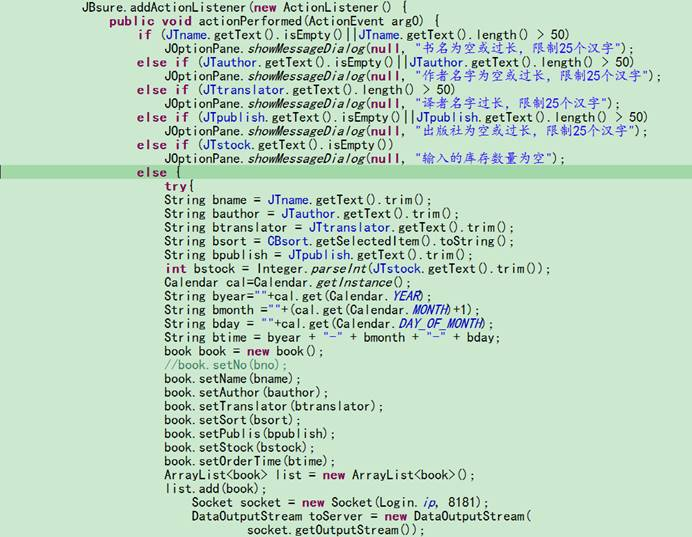 JBsure.addActionListener(new ActionListener() {
public void actionPerformed(ActionEvent arg0) {
if (JTname.getText().isEmpty()||JTname.getText().length() > 50)
JOptionPane.showMessageDialog(null, "书名为空或过长, 限制25个汉字");
else if (JTauthor.getText().isEmpty()||JTauthor.getText().length() > 50)
JOptionPane.showMessageDialog(null, "作者名字为空或过长, 限制25个汉字");
else if (JTtranslator.getText().length() > 50)
JOptionPane.showMessageDialog(null, "译者名字过长, 限制25个汉字");
else if (JTpublish.getText().isEmpty()||JTpublish.getText().length() > 50)
JOptionPane.showMessageDialog(null, "出版社为空或过长, 限制25个汉字");
else if (JTstock.getText().isEmpty())
JOptionPane.showMessageDialog(null, "输入的库存数量为空");
else {
try{
String bname = JTname.getText().trim();
String bauthor = JTauthor.getText().trim();
String btranslator = JTtranslator.getText().trim();
String bsort = CBsort.getSelectedItem().toString();
String bpublish = JTpublish.getText().trim();
int bstock = Integer.parseInt(JTstock.getText().trim());
Calendar cal=Calendar.getInstance();
String byear=""+cal.get(Calendar.YEAR);
String bmonth =""+(cal.get(Calendar.MONTH)+1);
String bday = ""+cal.get(Calendar.DAY_OF_MONTH);
String btime = byear + "-" + bmonth + "-" + bday;
book book = new book();
//book.setNo(bno);
book.setName(bname);
book.setAuthor(bauthor);
book.setTranslator(btranslator);
book.setSort(bsort);
book.setPublis(bpublish);
book.setStock(bstock);
book.setOrderTime(btime);
ArrayList<book> list = new ArrayList<book>();
list.add(book);
Socket socket = new Socket(Login.ip, 8181);
DataOutputStream toServer = new DataOutputStream(
socket.getOutputStream());